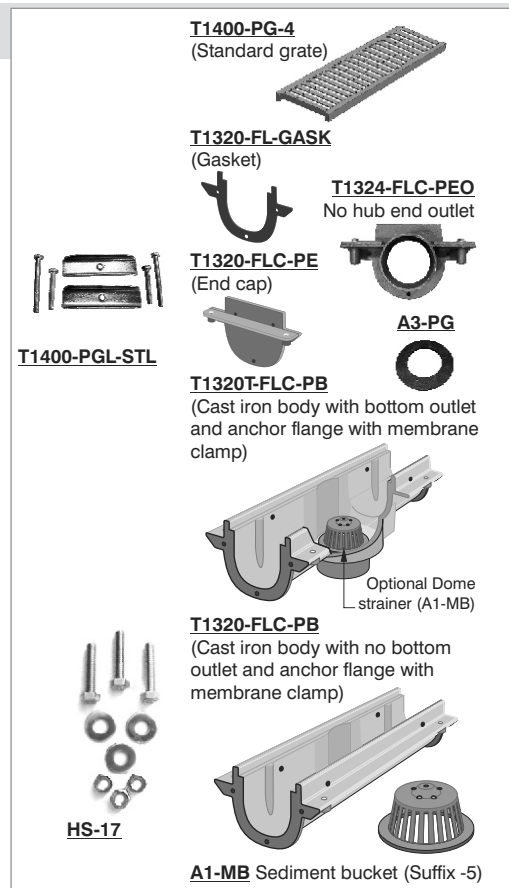 T1400-PG-4
(Standard grate)
T1320-FL-GASK
(Gasket)
T1324-FLC-PEO
No hub end outlet
T1320-FLC-PE
(End cap)
A3-PG
T1400-PGL-STL
T1320T-FLC-PB
(Cast iron body with bottom outlet
and anchor flange with membrane
clamp)
Optional Dome
strainer (A1-MB)
T1320-FLC-PB
(Cast iron body with no bottom
outlet and anchor flange with
membrane clamp)
HS-17
A1-MB Sediment bucket (Suffix -5)